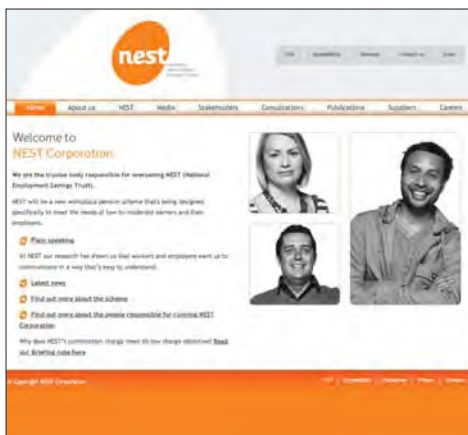 nest
Home About us NEST Media Stakeholders Consultations Publications Suppliers Careers
Welcome to
NEST Corporation
We are the trustee body responsible for overseeing NEST (National
Employment Savings Trust).
NEST will be a new workplace pension scheme that's being designed
specifically to meet the needs of low-to-moderate earners and their
employers.
Plain speaking
At NEST our research has shown us that workers and employers want us to
communicate in a way that's easy to understand.
Latest news
Find out more about the scheme
Find out more about the people responsible for running NEST
Corporation
Why does NEST's combination charge meet its low charge objective? Read
our Briefing note here
© Copyright NEST Corporation